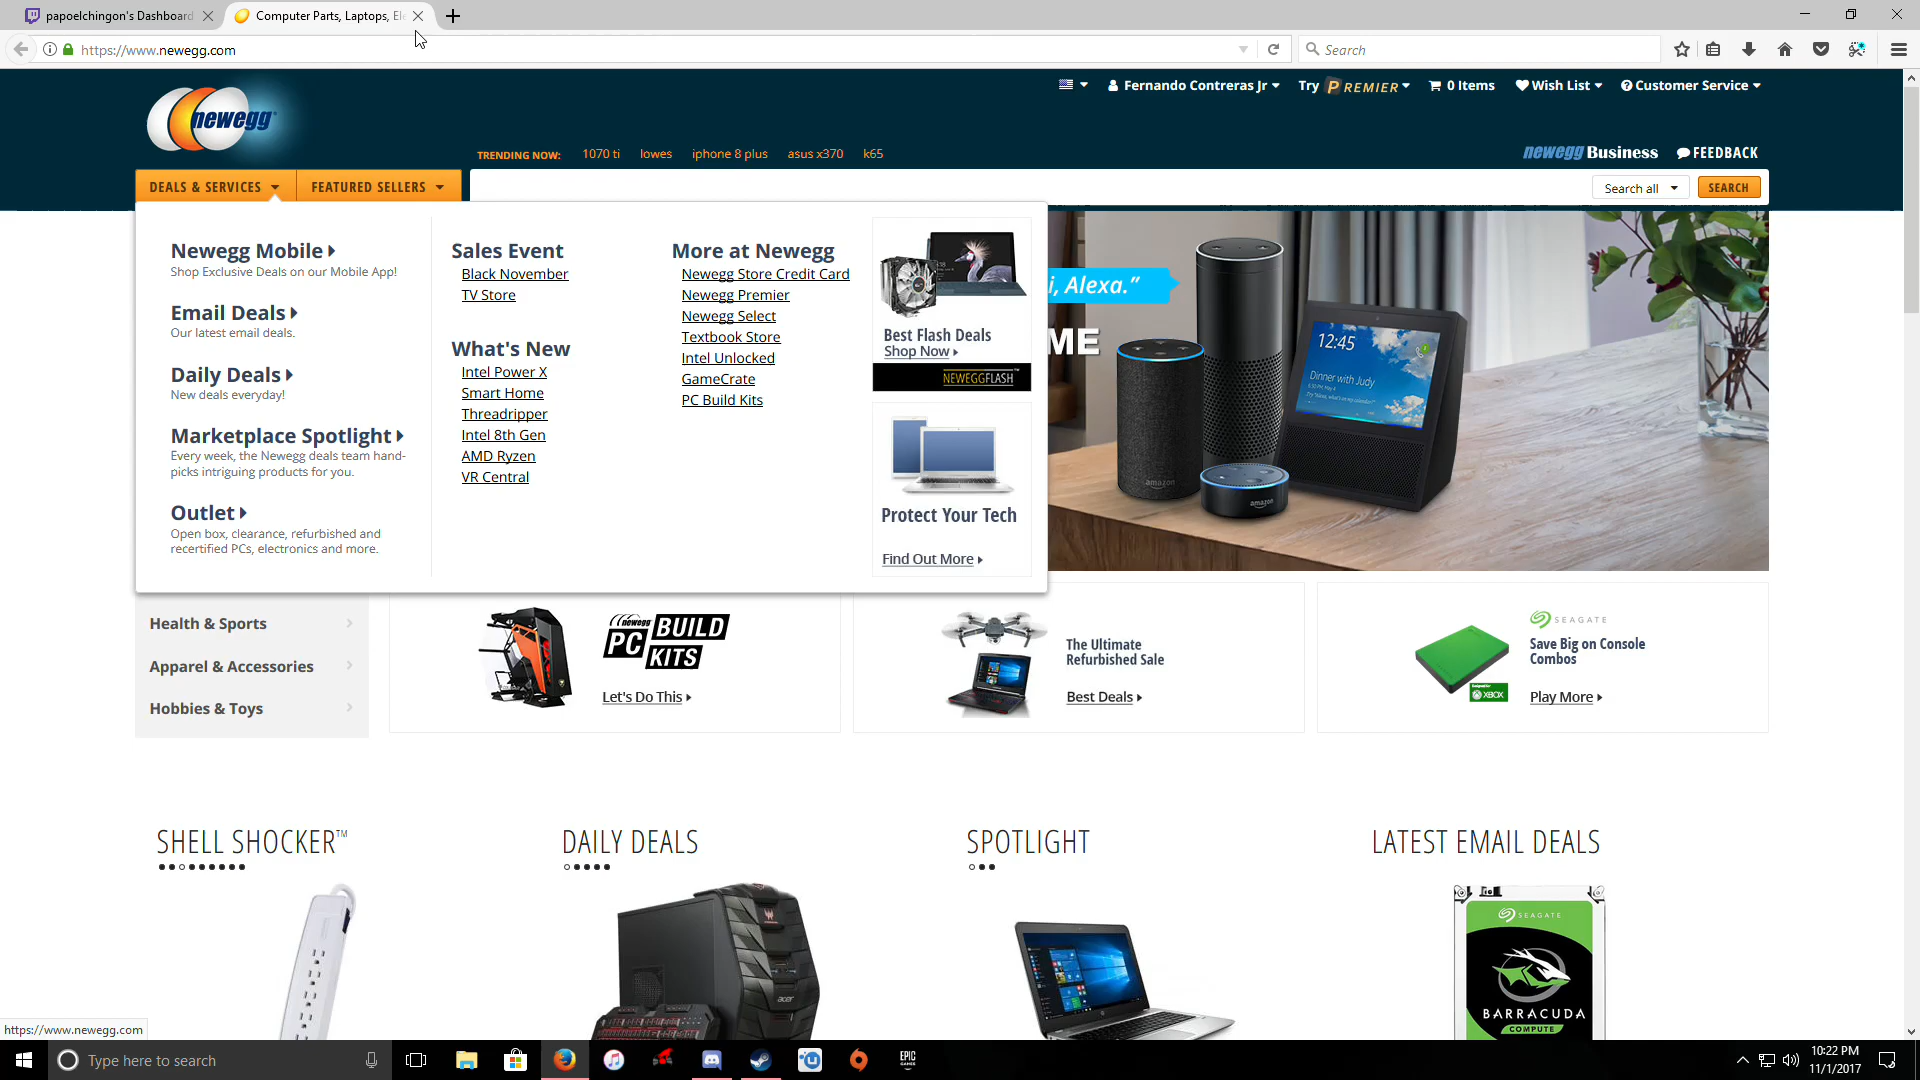 papoelchingon's Dashboard
Computer Parts, Laptops, Ele
https://www.newegg.com
Search
Fernando Contreras Jr
Try PREMIER
0 Items
Wish List
Customer Service
newegg
TRENDING NOW:
1070 ti
lowes
iphone 8 plus
asus x370
k65
newegg Business
FEEDBACK
DEALS & SERVICES
FEATURED SELLERS
Search all
SEARCH
Newegg Mobile
Shop Exclusive Deals on our Mobile App!
Email Deals
Our latest email deals.
Daily Deals
New deals everyday!
Marketplace Spotlight
Every week, the Newegg deals team hand-
picks intriguing products for you.
Outlet
Open box, clearance, refurbished and
recertified PCs, electronics and more.
Sales Event
Black November
TV Store
What's New
Intel Power X
Smart Home
Threadripper
Intel 8th Gen
AMD Ryzen
VR Central
More at Newegg
Newegg Store Credit Card
Newegg Premier
Newegg Select
Textbook Store
Intel Unlocked
GameCrate
PC Build Kits
Best Flash Deals
Shop Now
NEWEGGFLASH™
Protect Your Tech
Find Out More
i, Alexa.”
ME
12:45
Dinner with Judy
amazon
amazon
Health & Sports
Apparel & Accessories
Hobbies & Toys
newegg
PC BUILD
KITS
Let's Do This
The Ultimate
Refurbished Sale
Best Deals
SEAGATE
Save Big on Console
Combos
XBOX
Play More
SHELL SHOCKER™
DAILY DEALS
SPOTLIGHT
LATEST EMAIL DEALS
acer
SEAGATE
BARRACUDA
COMPUTE
https://www.newegg.com
Type here to search
EPIC
GAMES
10:22 PM
11/1/2017